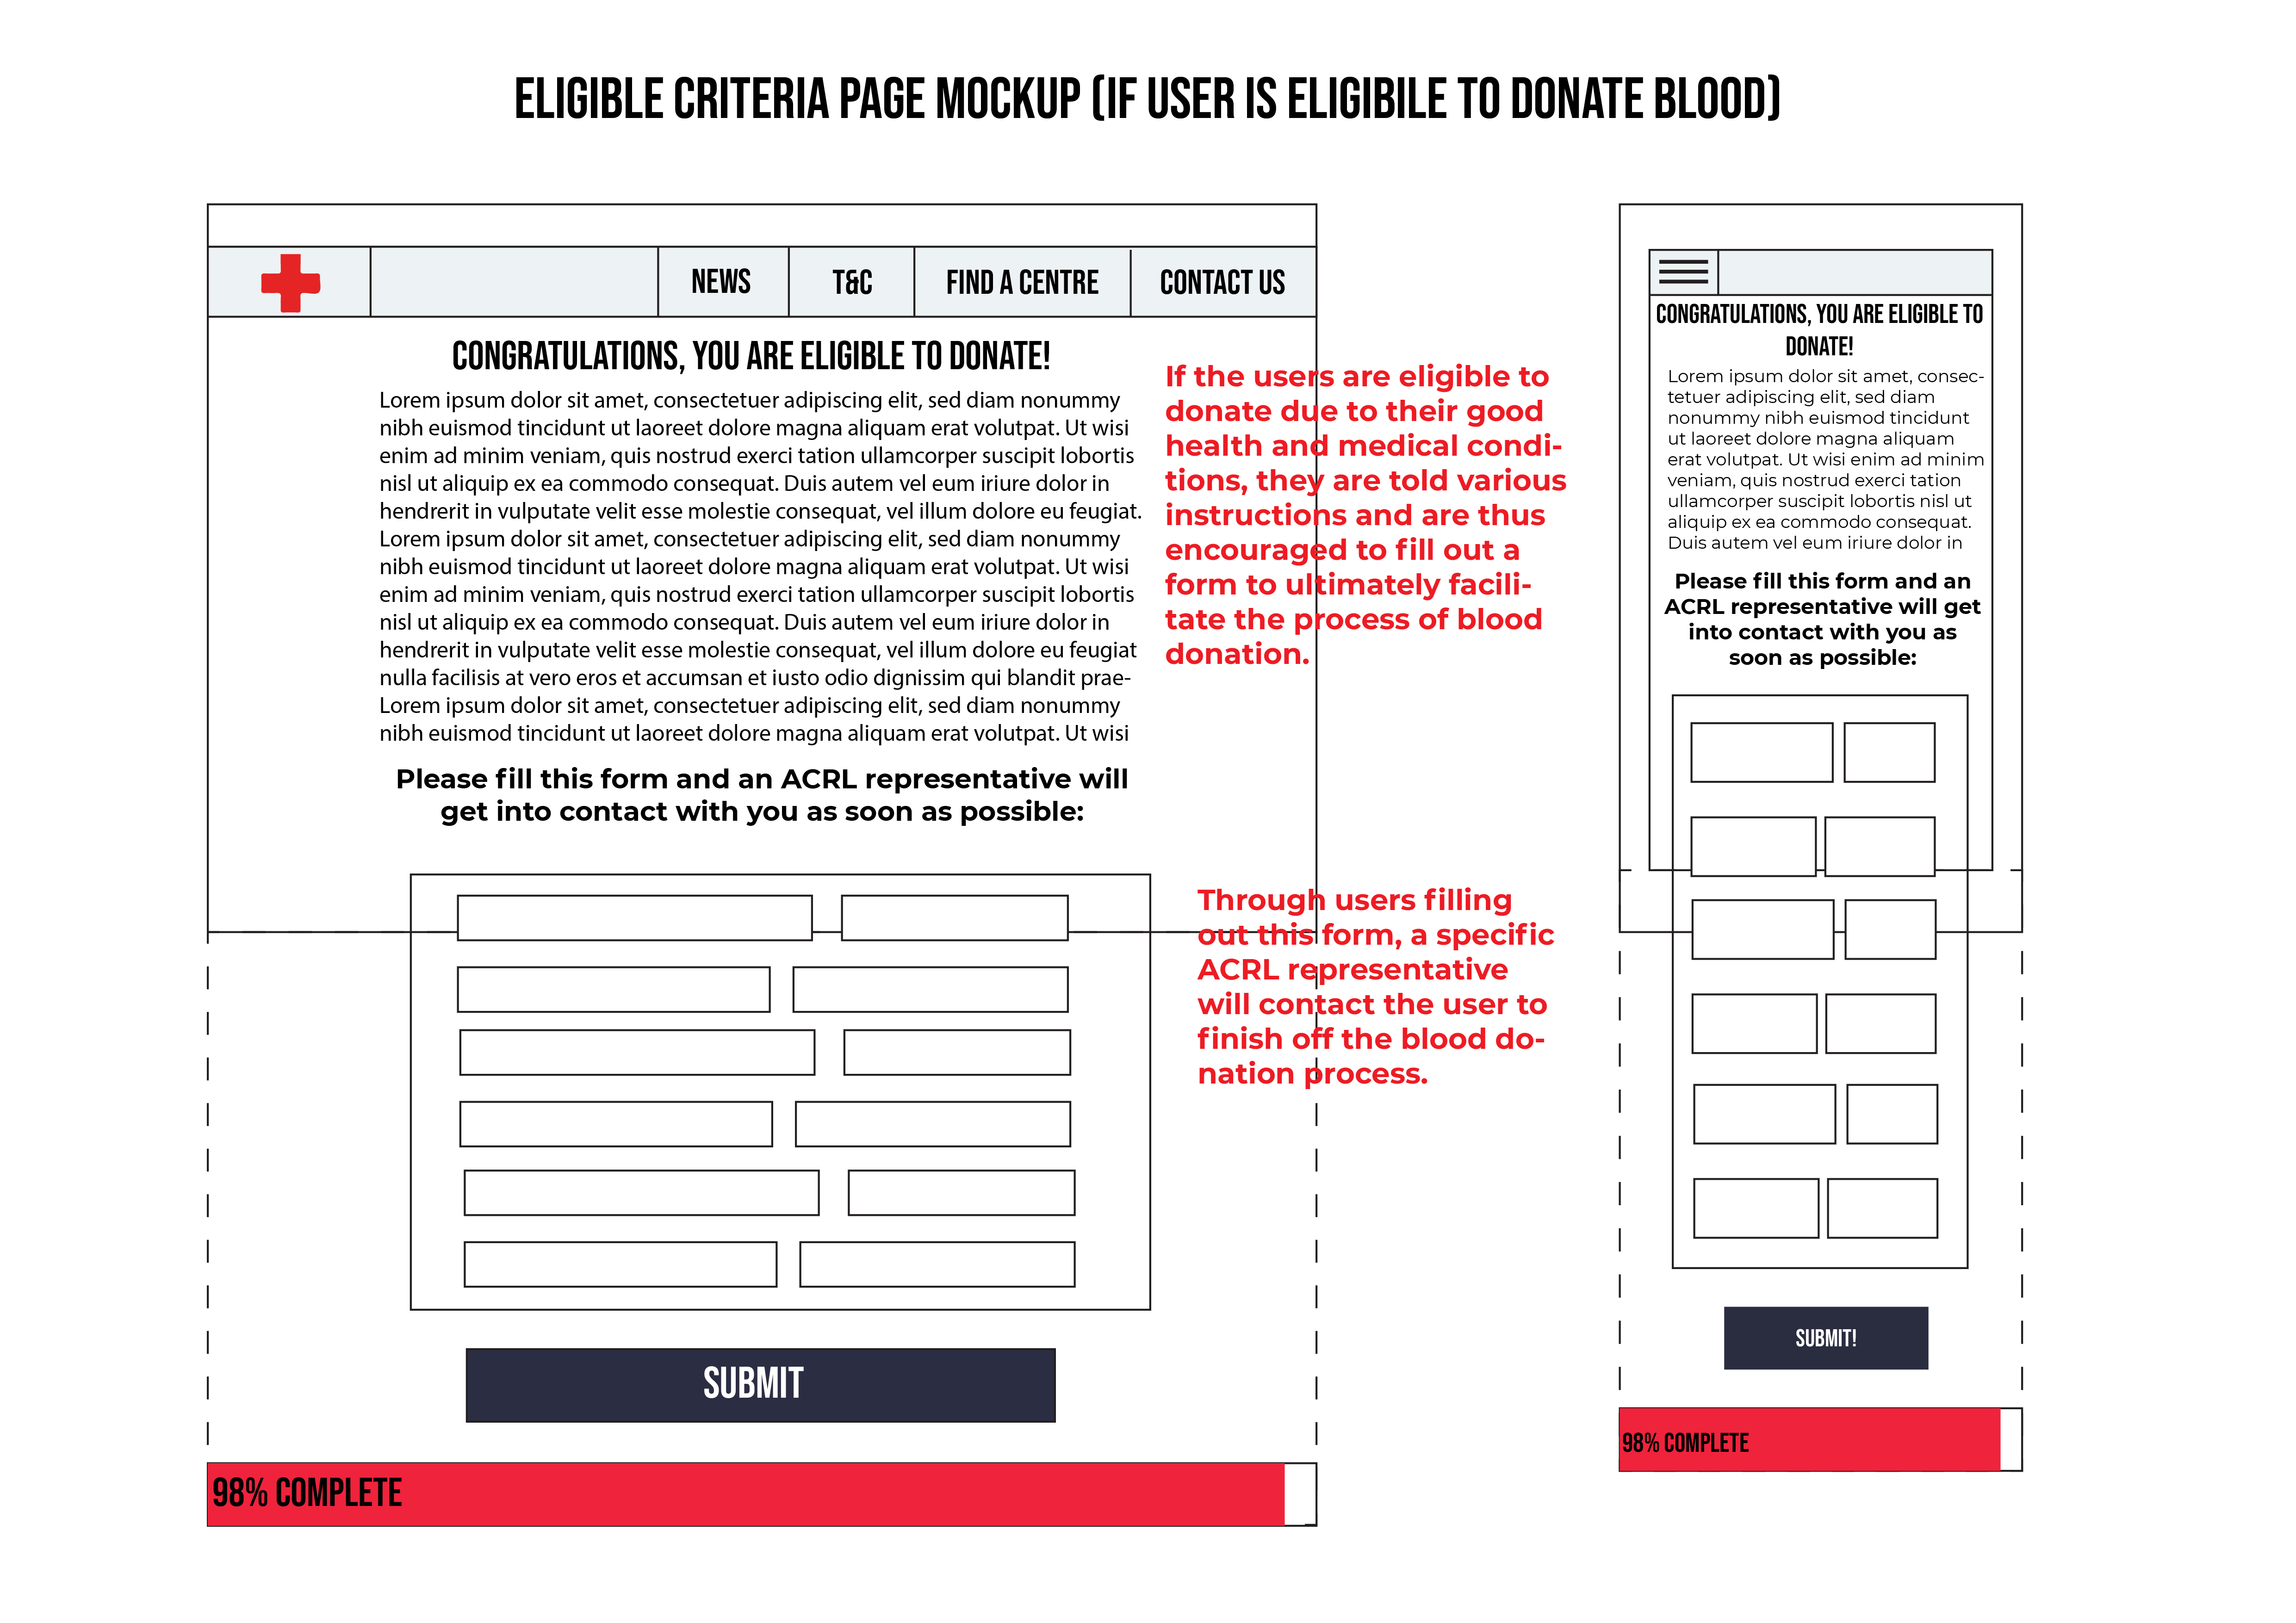 ELIGIBLE CRITERIA PAGE MOCKUP (IF USER IS ELIGIBILE TO DONATE BLOOD)
NEWS
T&C
FIND A CENTRE
CONTACT US
CONGRATULATIONS, YOU ARE ELIGIBLE TO DONATE!
Lorem ipsum dolor sit amet, consectetuer adipiscing elit, sed diam nonummy
nibh euismod tincidunt ut laoreet dolore magna aliquam erat volutpat. Ut wisi
enim ad minim veniam, quis nostrud exerci tation ullamcorper suscipit lobortis
nisl ut aliquip ex ea commodo consequat. Duis autem vel eum iriure dolor in
hendrerit in vulputate velit esse molestie consequat, vel illum dolore eu feugiat.
Lorem ipsum dolor sit amet, consectetuer adipiscing elit, sed diam nonummy
nibh euismod tincidunt ut laoreet dolore magna aliquam erat volutpat. Ut wisi
enim ad minim veniam, quis nostrud exerci tation ullamcorper suscipit lobortis
nisl ut aliquip ex ea commodo consequat. Duis autem vel eum iriure dolor in
hendrerit in vulputate velit esse molestie consequat, vel illum dolore eu feugiat
nulla facilisis at vero eros et accumsan et iusto odio dignissim qui blandit prae-
Lorem ipsum dolor sit amet, consectetuer adipiscing elit, sed diam nonummy
nibh euismod tincidunt ut laoreet dolore magna aliquam erat volutpat. Ut wisi
Please fill this form and an ACRL representative will
get into contact with you as soon as possible:
SUBMIT
98% COMPLETE
If the users are eligible to
donate due to their good
health and medical condi-
tions, they are told various
instructions and are thus
encouraged to fill out a
form to ultimately facili-
tate the process of blood
donation.
Through users filling
out this form, a specific
ACRL representative
will contact the user to
finish off the blood do-
nation process.
CONGRATULATIONS, YOU ARE ELIGIBLE TO
DONATE!
Lorem ipsum dolor sit amet, consec-
tetuer adipiscing elit, sed diam
nonummy nibh euismod tincidunt
ut laoreet dolore magna aliquam
erat volutpat. Ut wisi enim ad minim
veniam, quis nostrud exerci tation
ullamcorper suscipit lobortis nisl ut
aliquip ex ea commodo consequat.
Duis autem vel eum iriure dolor in
Please fill this form and an
ACRL representative will get
into contact with you as
soon as possible:
SUBMIT!
98% COMPLETE